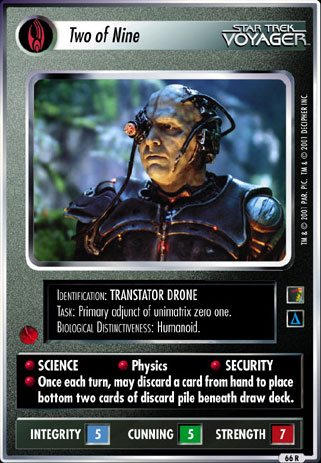 Two of Nine
STAR TREK
VOYAGER
TM & © 2001 PAR. PIC. TM & © 2001 DECIPHER INC.
IDENTIFICATION: TRANSTATOR DRONE
TASK: Primary adjunct of unimatrix zero one.
BIOLOGICAL DISTINCTIVENESS: Humanoid.
SCIENCE Physics SECURITY
Once each turn, may discard a card from hand to place
bottom two cards of discard pile beneath draw deck.
INTEGRITY 5 CUNNING 5 STRENGTH 7
66 R